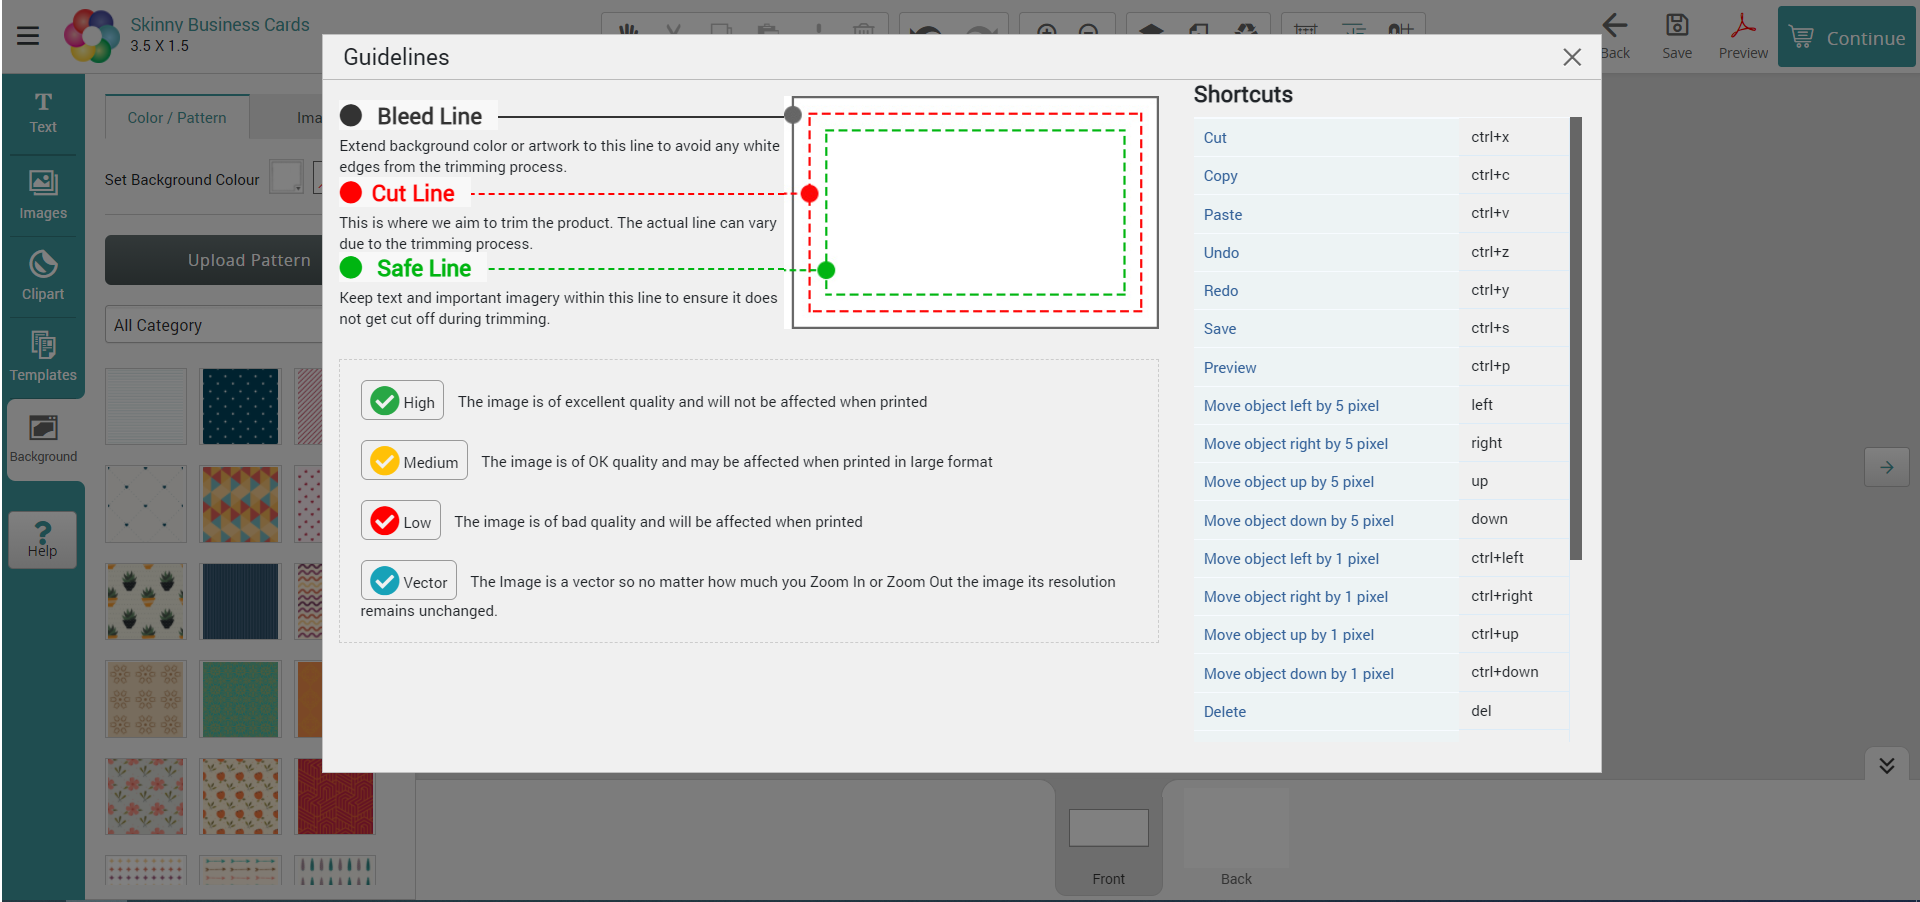 Skinny Business Cards
3.5 X 1.5
Back
Save
Preview
Continue
Text
Images
Clipart
Templates
Background
Help
Color / Pattern
Ima
Set Background Colour
Upload Pattern
All Category
Guidelines
Bleed Line
Extend background color or artwork to this line to avoid any white
edges from the trimming process.
Cut Line
This is where we aim to trim the product. The actual line can vary
due to the trimming process.
Safe Line
Keep text and important imagery within this line to ensure it does
not get cut off during trimming.
High The image is of excellent quality and will not be affected when printed
Medium The image is of OK quality and may be affected when printed in large format
Low The image is of bad quality and will be affected when printed
Vector The Image is a vector so no matter how much you Zoom In or Zoom Out the image its resolution
remains unchanged.
Shortcuts
Cut ctrl+x
Copy ctrl+c
Paste ctrl+v
Undo ctrl+z
Redo ctrl+y
Save ctrl+s
Preview ctrl+p
Move object left by 5 pixel left
Move object right by 5 pixel right
Move object up by 5 pixel up
Move object down by 5 pixel down
Move object left by 1 pixel ctrl+left
Move object right by 1 pixel ctrl+right
Move object up by 1 pixel ctrl+up
Move object down by 1 pixel ctrl+down
Delete del
Front
Back